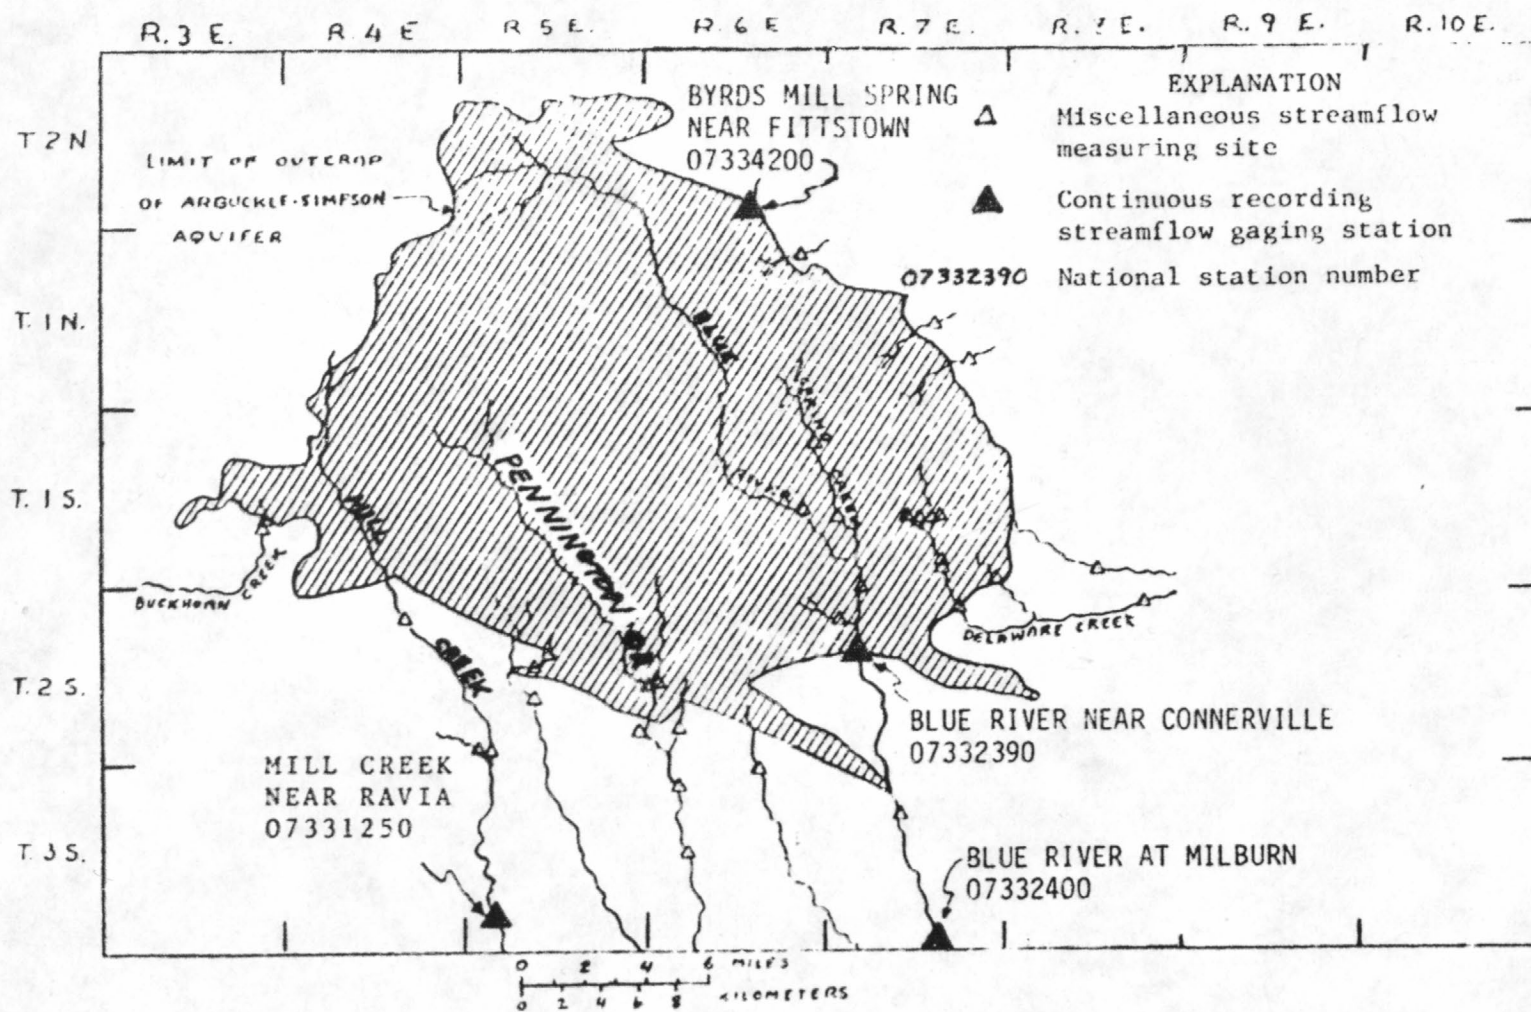 R.3 E.
R.4 E
R 5 E.
R.6 E
R.7 E.
R.9 E.
R.10 E.
T 2 N
T. 1 N.
T. 1 S.
T. 2 S.
T. 3 S.
LIMIT OF OUTCROP
OF ARBUCKLE-SIMPSON
AQUIFER
BYRDS MILL SPRING
NEAR FITTSTOWN
07334200
EXPLANATION
Miscellaneous streamflow
measuring site
Continuous recording
streamflow gaging station
07332390 National station number
BLUE
RIVER
SPRING CREEK
PENNINGTON CR
MILL
CREEK
BUCKHORN
CREEK
DELAWARE CREEK
BLUE RIVER NEAR CONNERVILLE
07332390
MILL CREEK
NEAR RAVIA
07331250
BLUE RIVER AT MILBURN
07332400
0 2 4 6 MILES
0 2 4 6 8 KILOMETERS